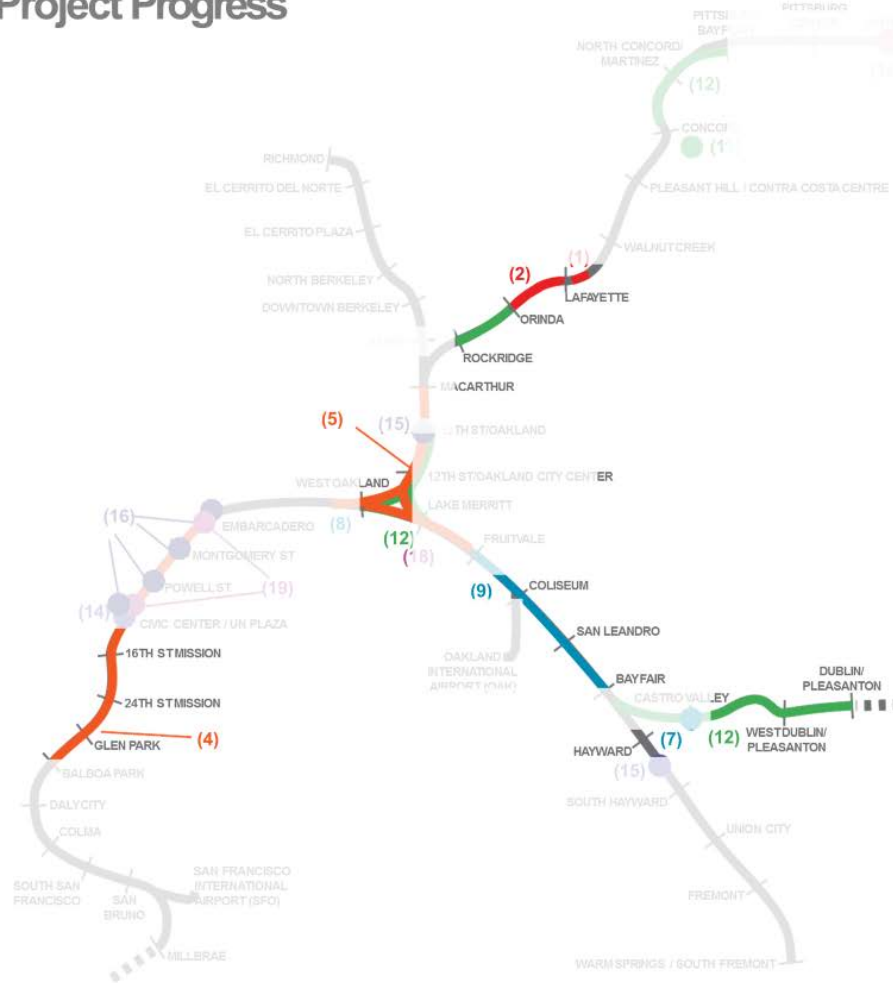 Project Progress
PITTSBURG
NORTH CONCORD/
MARTINEZ
(12)
RICHMOND
EL CERRITO DEL NORTE
PLEASANT HILL / CONTRA COSTA CENTRE
EL CERRITO PLAZA
WALNUT CREEK
(1)
(2)
NORTH BERKELEY
LAFAYETTE
DOWNTOWN BERKELEY
ORINDA
ROCKRIDGE
MACARTHUR
(5)
(15)
12TH ST/OAKLAND CITY CENTER
WEST OAKLAND
LAKE MERRITT
(16)
EMBARCADERO
(8)
(12)
FRUITVALE
(18)
MONTGOMERY ST
POWELL ST
(19)
(9)
COLISEUM
(14)
CIVIC CENTER / UN PLAZA
SAN LEANDRO
16TH ST MISSION
OAKLAND
INTERNATIONAL
AIRPORT (OAK)
BAYFAIR
DUBLIN/
PLEASANTON
24TH ST MISSION
CASTRO VALLEY
GLEN PARK
(4)
HAYWARD
(7)
(12)
WEST DUBLIN/
PLEASANTON
BALBOA PARK
(15)
DALY CITY
SOUTH HAYWARD
COLMA
UNION CITY
SOUTH SAN
FRANCISCO
SAN
BRUNO
SAN FRANCISCO
INTERNATIONAL
AIRPORT (SFO)
FREMONT
MILLBRAE
WARM SPRINGS / SOUTH FREMONT